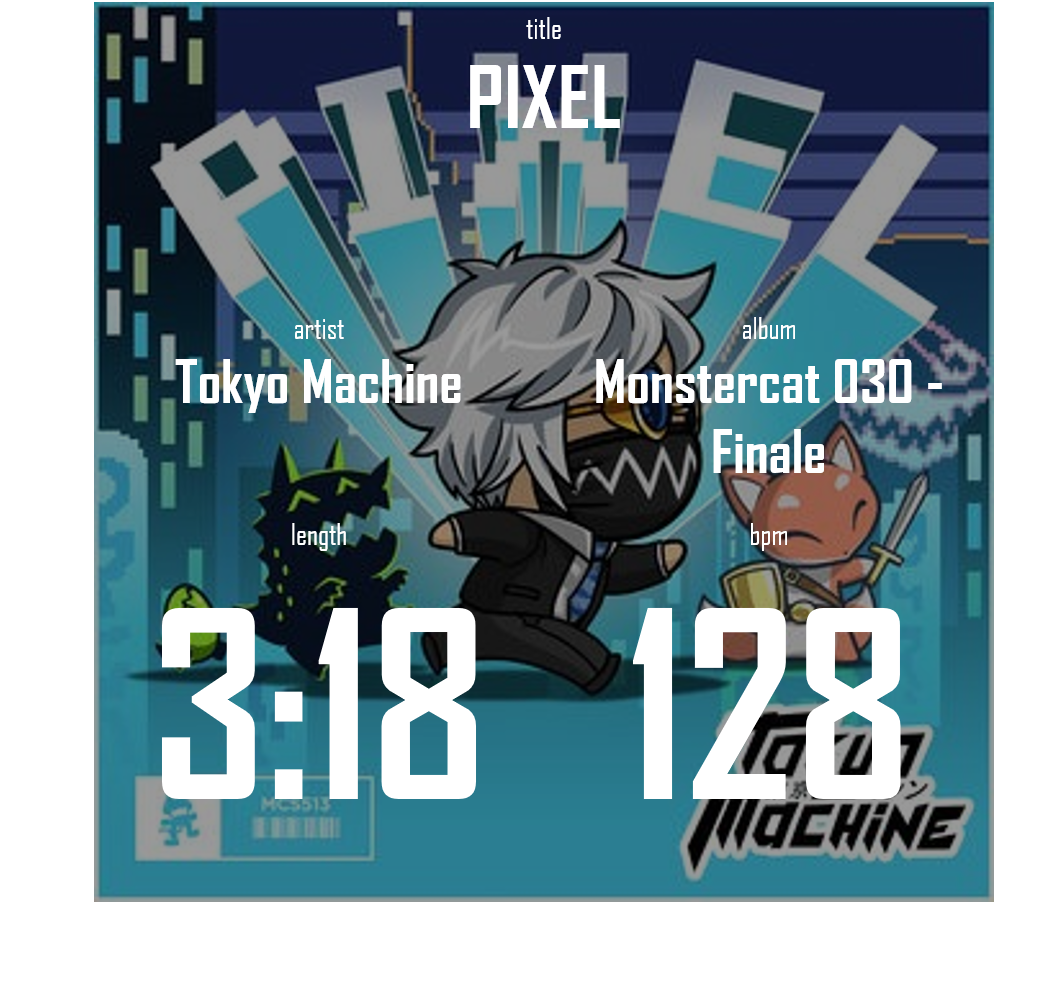 title
PIXEL
PIXEL
artist
album
Tokyo Machine
Monstercat 030 -
Finale
length
bpm
3:18
128
MCS513
Tokyo
Machine